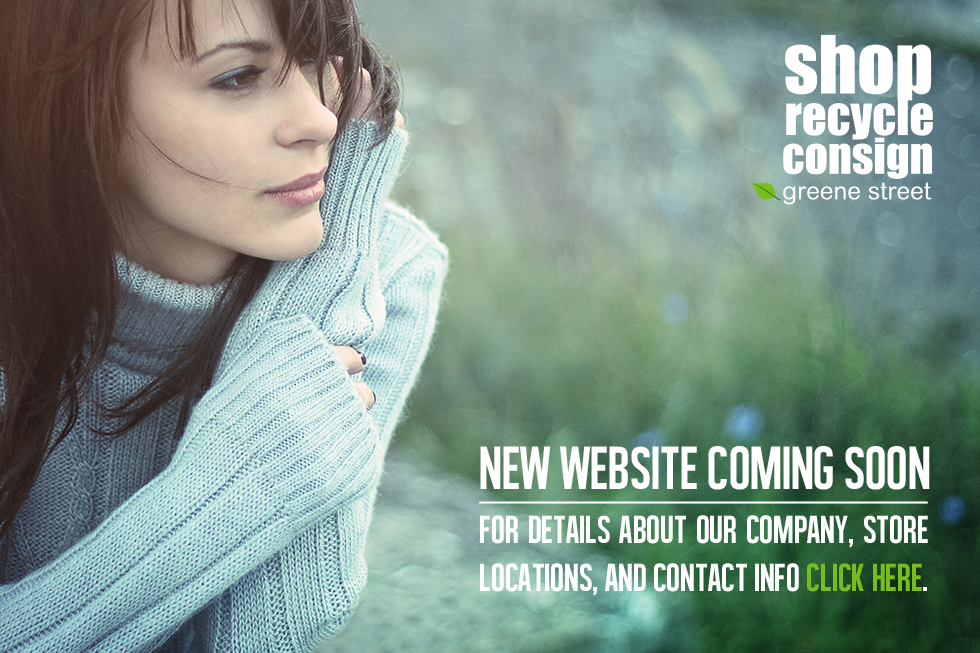 shop
recycle
consign
greene street
NEW WEBSITE COMING SOON
FOR DETAILS ABOUT OUR COMPANY, STORE
LOCATIONS, AND CONTACT INFO CLICK HERE.